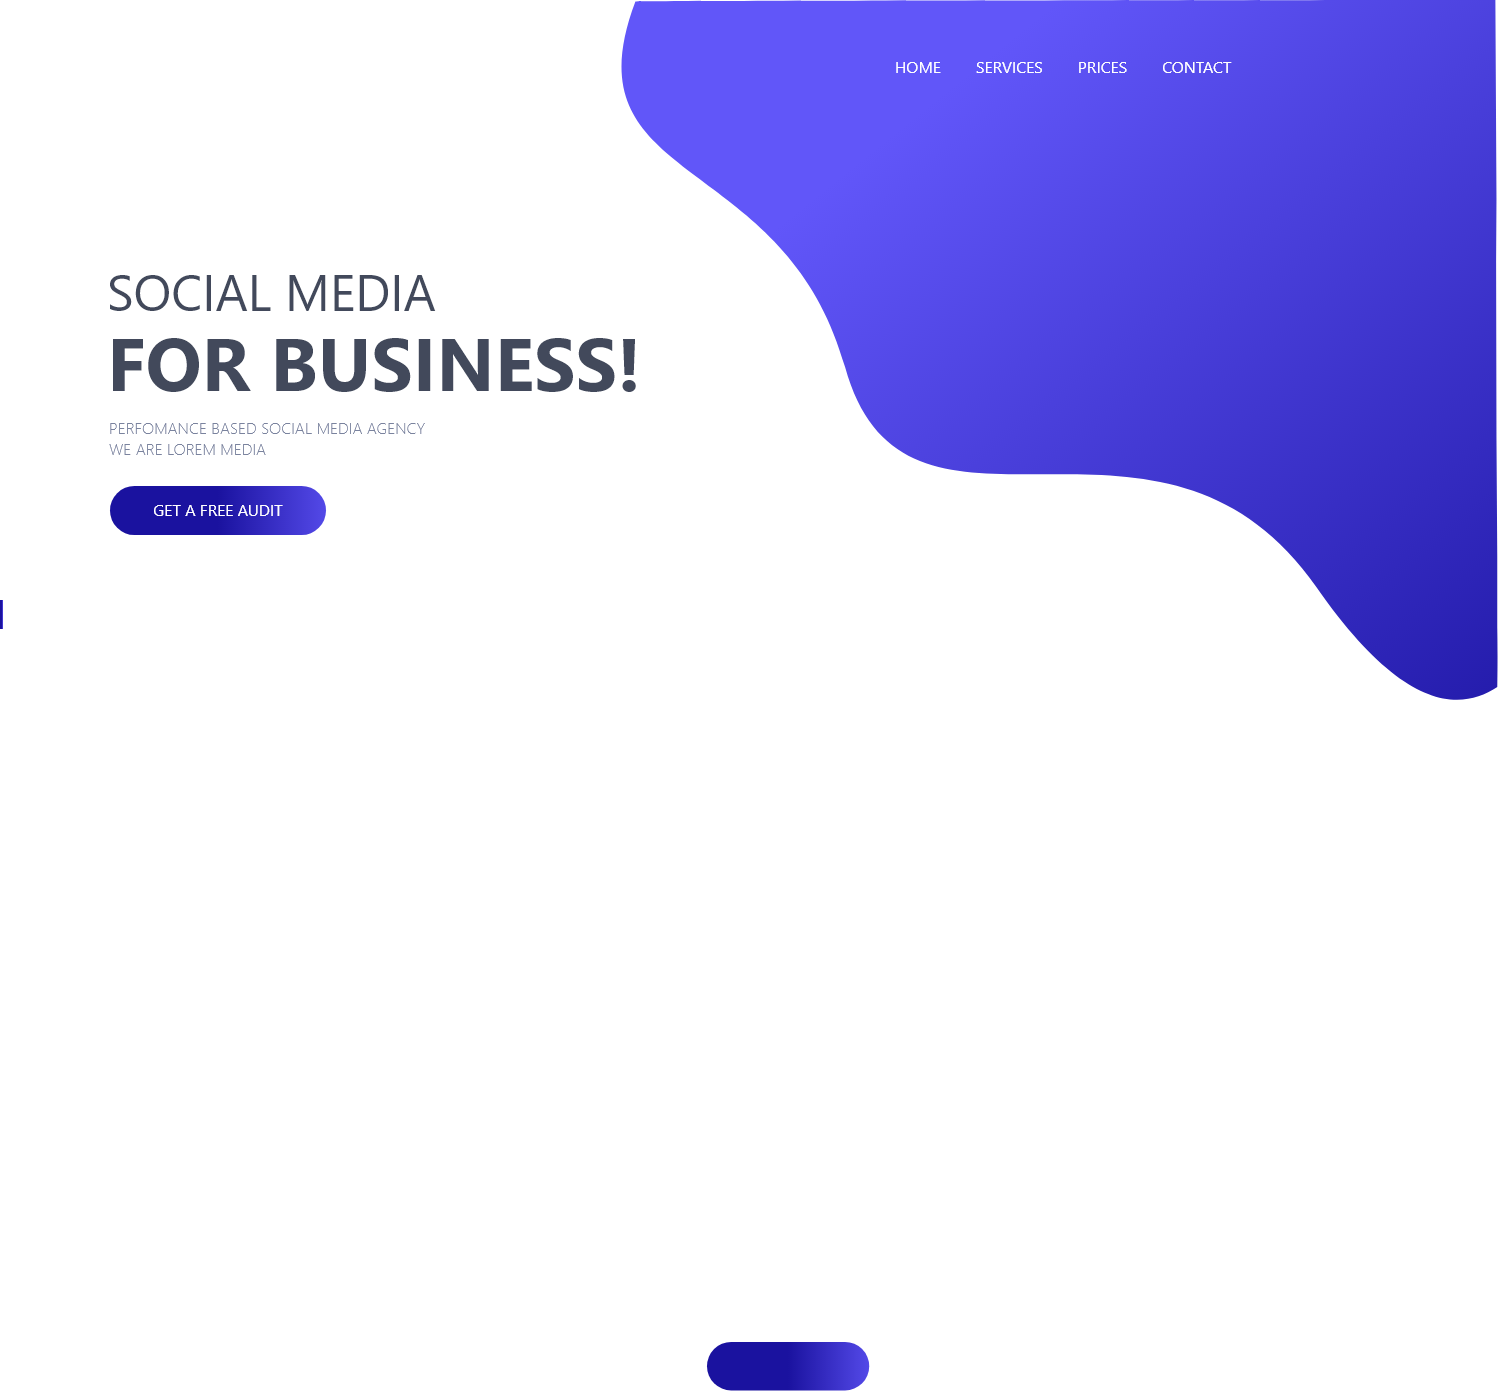 HOME SERVICES PRICES CONTACT
SOCIAL MEDIA
FOR BUSINESS!
PERFOMANCE BASED SOCIAL MEDIA AGENCY
WE ARE LOREM MEDIA
GET A FREE AUDIT